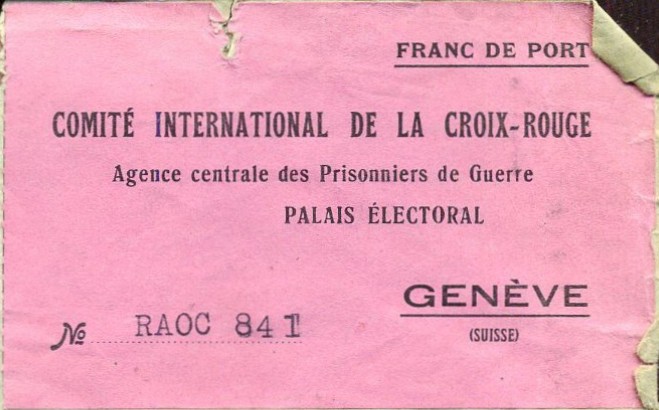 FRANC DE PORT
COMITÉ INTERNATIONAL DE LA CROIX-ROUGE
Agence centrale des Prisonniers de Guerre
PALAIS ÉLECTORAL
GENÈVE
(SUISSE)
№ RAOC 841